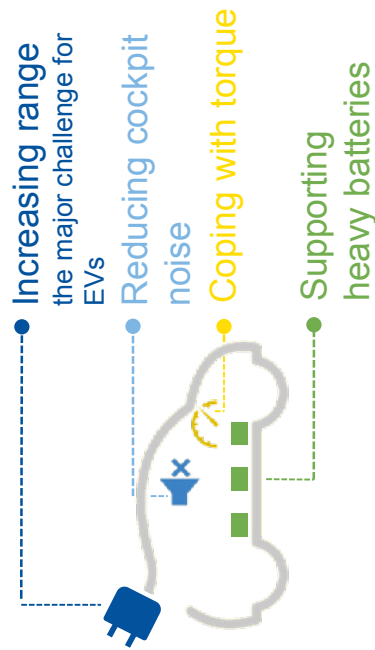 Increasing range
the major challenge for
EVs
Reducing cockpit
noise
Coping with torque
Supporting
heavy batteries